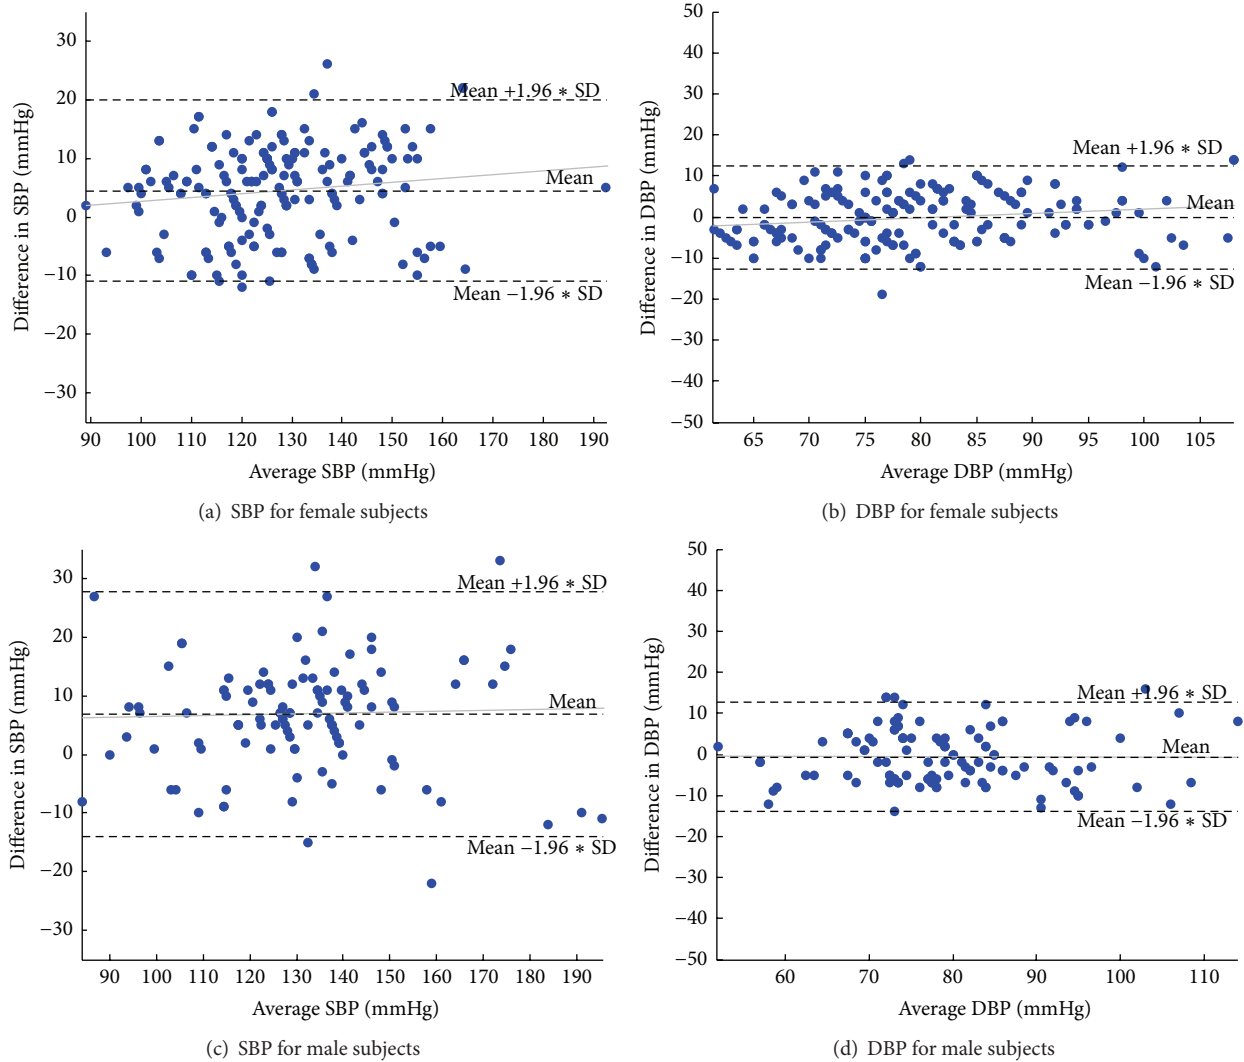 30
20
10
0
−10
−20
−30
Difference in SBP (mmHg)
Mean +1.96 ∗ SD
Mean
Mean −1.96 ∗ SD
90 100 110 120 130 140 150 160 170 180 190
Average SBP (mmHg)
(a) SBP for female subjects
50
40
30
20
10
0
−10
−20
−30
−40
−50
Difference in DBP (mmHg)
Mean +1.96 ∗ SD
Mean
Mean −1.96 ∗ SD
65 70 75 80 85 90 95 100 105
Average DBP (mmHg)
(b) DBP for female subjects
30
20
10
0
−10
−20
−30
Difference in SBP (mmHg)
Mean +1.96 ∗ SD
Mean
Mean −1.96 ∗ SD
90 100 110 120 130 140 150 160 170 180 190
Average SBP (mmHg)
(c) SBP for male subjects
50
40
30
20
10
0
−10
−20
−30
−40
−50
Difference in DBP (mmHg)
Mean +1.96 ∗ SD
Mean
Mean −1.96 ∗ SD
60 70 80 90 100 110
Average DBP (mmHg)
(d) DBP for male subjects